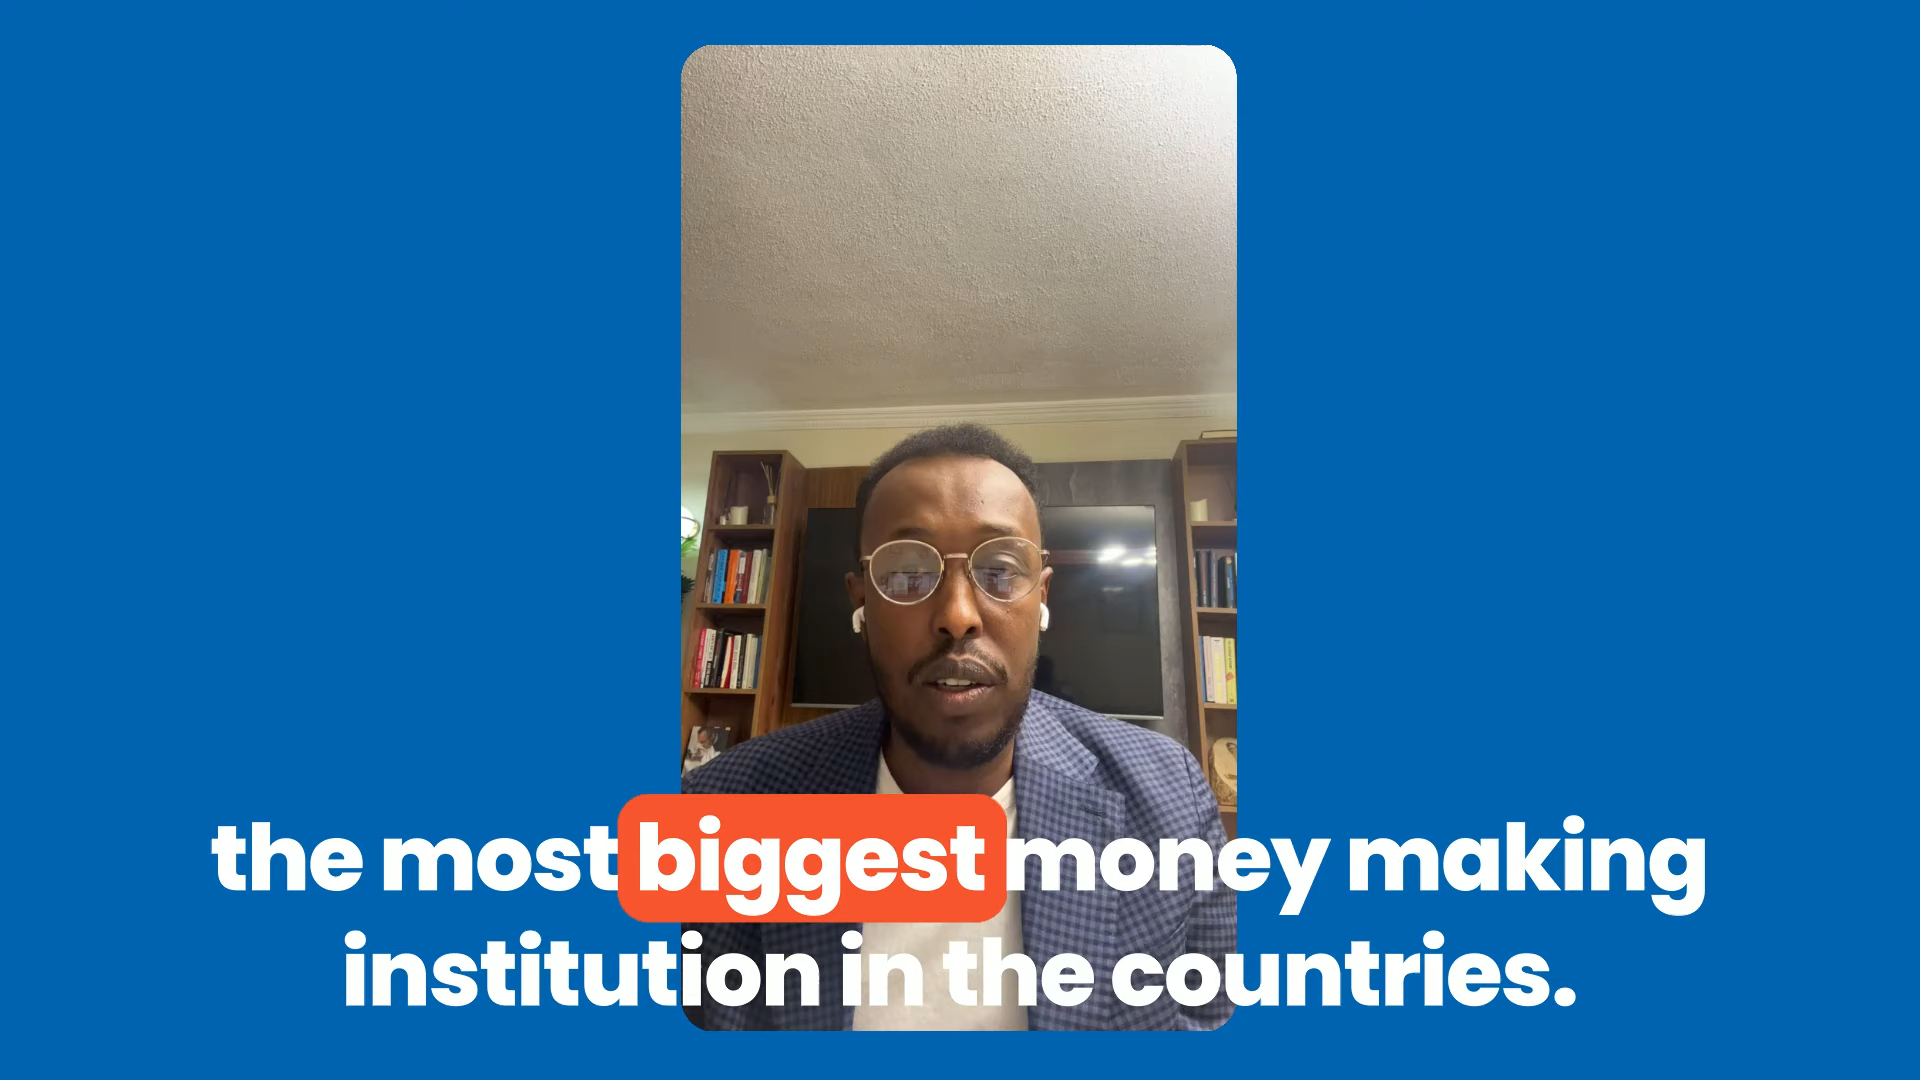 the most biggest money making
institution in the countries.